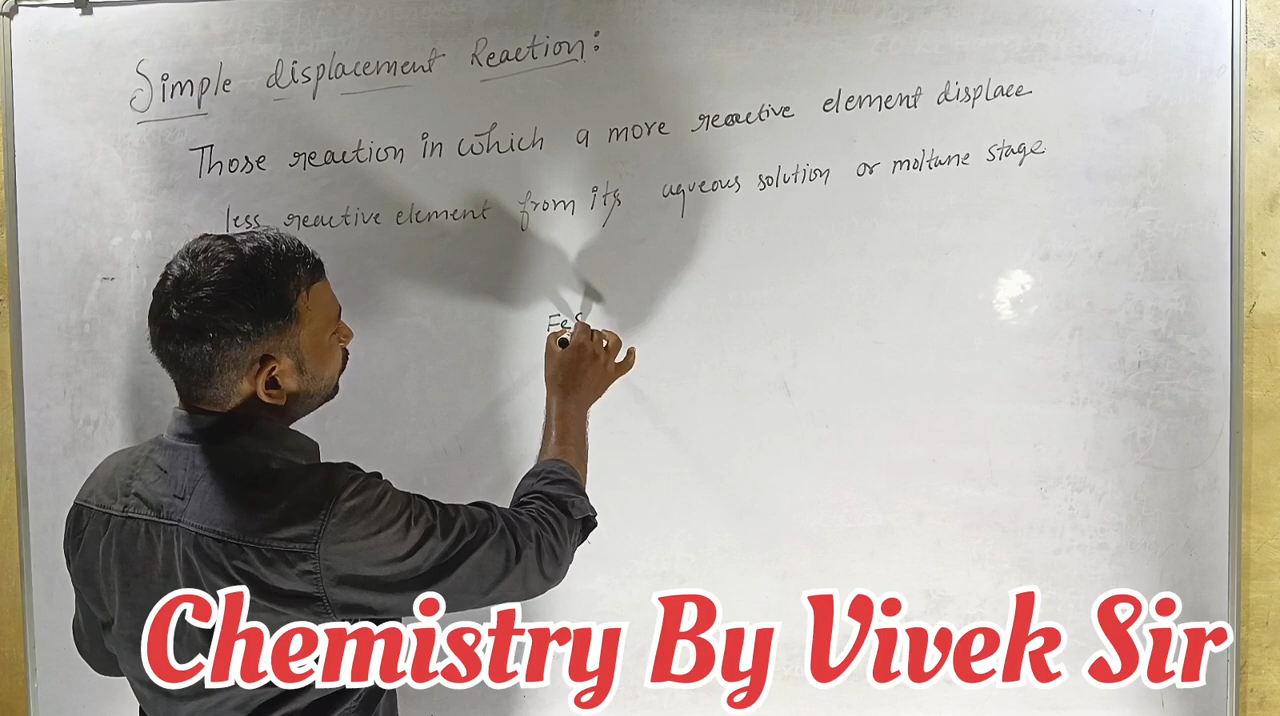 Simple displacement Reaction:
Those reaction in which a more reactive element displace
less reactive element from its aqueous solution or moltane stage
FeS
Chemistry By Vivek Sir